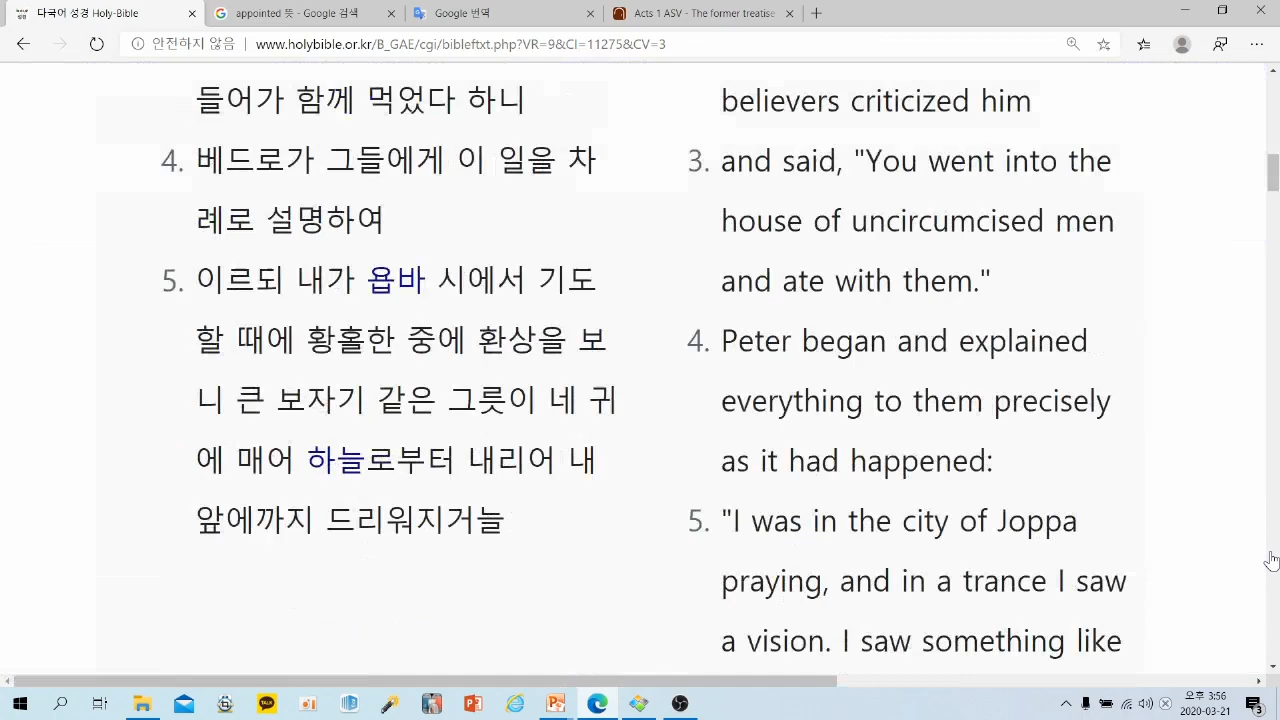 다국어 성경 Holy-Bible
appointed 뜻 - Google 검색
Google 번역
Acts 1 ASV - The former treatise
안전하지 않음
www.holybible.or.kr/B_GAE/cgi/bibleftxt.php?VR=9&CI=11275&CV=3
들어가 함께 먹었다 하니
4. 베드로가 그들에게 이 일을 차
례로 설명하여
5. 이르되 내가 욥바 시에서 기도
할 때에 황홀한 중에 환상을 보
니 큰 보자기 같은 그릇이 네 귀
에 매어 하늘로부터 내리어 내
앞에까지 드리워지거늘
believers criticized him
3. and said, "You went into the
house of uncircumcised men
and ate with them."
4. Peter began and explained
everything to them precisely
as it had happened:
5. "I was in the city of Joppa
praying, and in a trance I saw
a vision. I saw something like
TALK
오후 3:56
2020-03-21
3